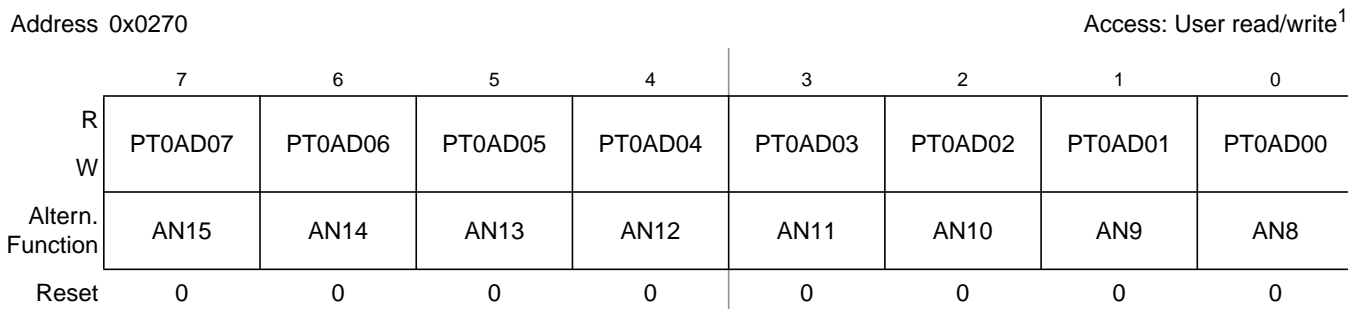 Address 0x0270 Access: User read/write1
7 6 5 4 3 2 1 0
R
W
PT0AD07 PT0AD06 PT0AD05 PT0AD04 PT0AD03 PT0AD02 PT0AD01 PT0AD00
Altern.
Function
AN15 AN14 AN13 AN12 AN11 AN10 AN9 AN8
Reset 0 0 0 0 0 0 0 0